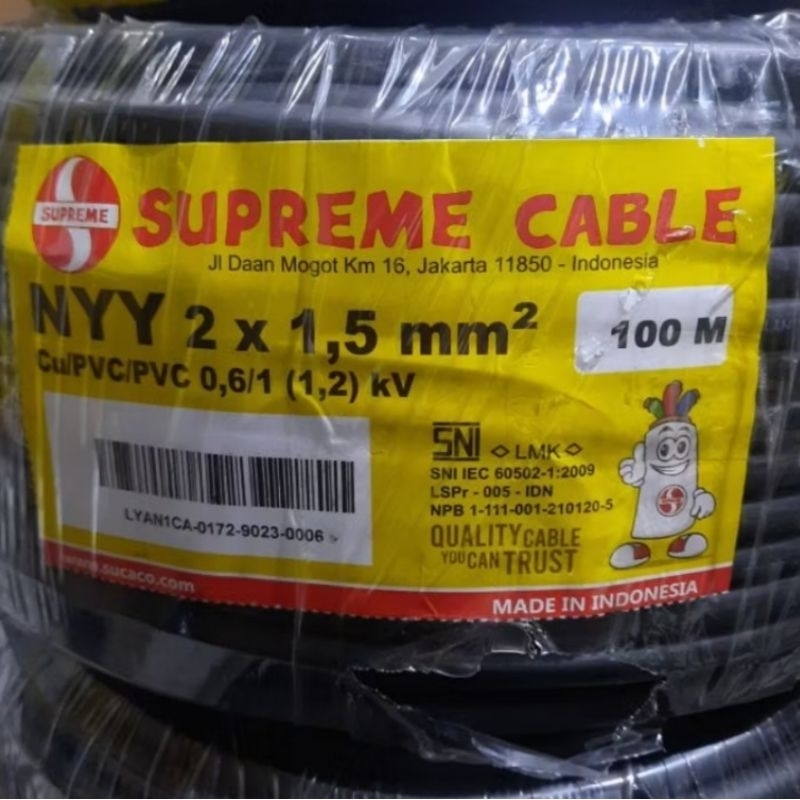 SUPREME
SUPREME CABLE
Jl Daan Mogot Km 16, Jakarta 11850 - Indonesia
NYY 2 x 1,5 mm²
100 M
Cu/PVC/PVC 0,6/1 (1,2) kV
SNI LMK
SNI IEC 60502-1:2009
LSPr - 005 - IDN
NPB 1-111-001-210120-5
LYAN1CA-0172-9023-0006
QUALITY CABLE
YOU CAN TRUST
www.sucaco.com
MADE IN INDONESIA